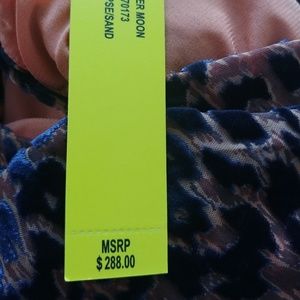 ER MOON
70173
SE/SAND
MSRP
$ 288.00